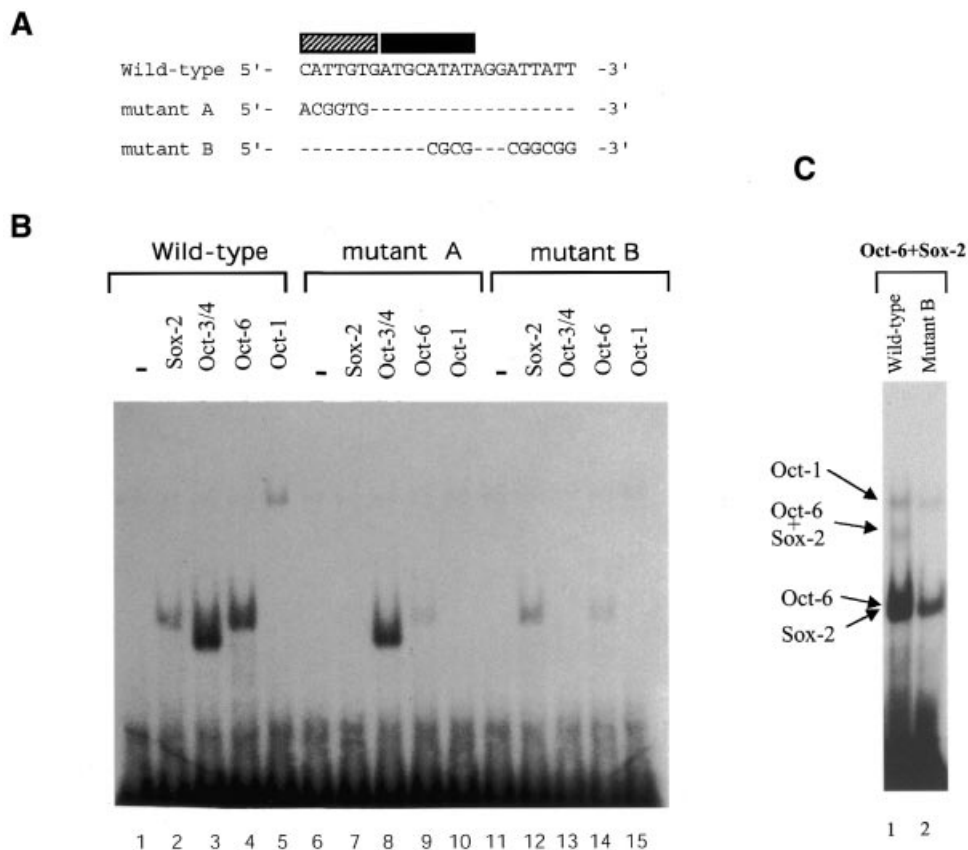 A
Wild-type 5'- CATTGTGATGCATATAGGATTATT -3'
mutant A 5'- ACGGTG------------------ -3'
mutant B 5'- -----------CGCG---CGGCGG -3'
B
Wild-type mutant A mutant B
- Sox-2 Oct-3/4 Oct-6 Oct-1 - Sox-2 Oct-3/4 Oct-6 Oct-1 - Sox-2 Oct-3/4 Oct-6 Oct-1
1 2 3 4 5 6 7 8 9 10 11 12 13 14 15
C
Oct-6+Sox-2
Wild-type Mutant B
Oct-1
Oct-6
+
Sox-2
Oct-6
Sox-2
1 2